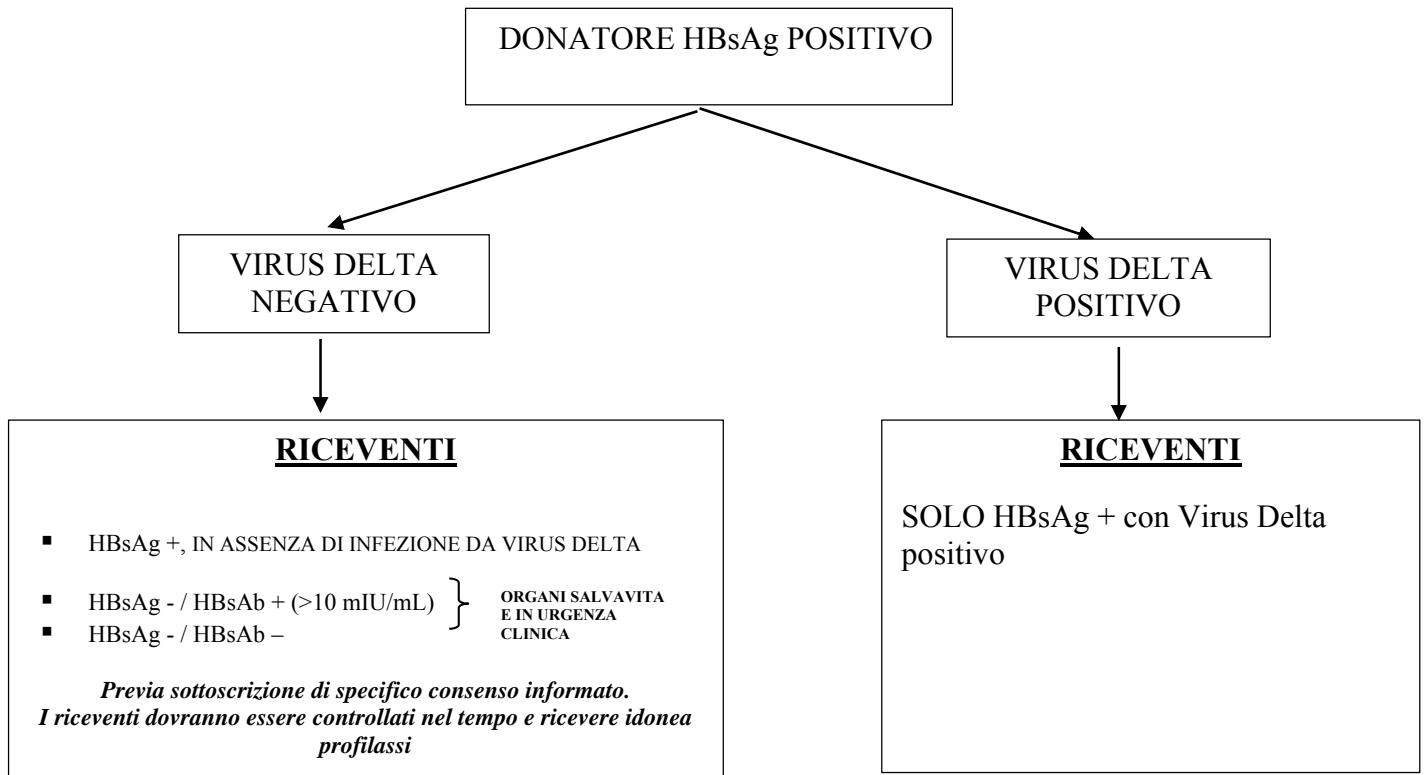 DONATORE HBsAg POSITIVO
VIRUS DELTA
NEGATIVO
VIRUS DELTA
POSITIVO
RICEVENTI
▪ HBsAg +, IN ASSENZA DI INFEZIONE DA VIRUS DELTA
▪ HBsAg - / HBsAb + (>10 mIU/mL)
▪ HBsAg - / HBsAb –
ORGANI SALVAVITA
E IN URGENZA
CLINICA
Previa sottoscrizione di specifico consenso informato.
I riceventi dovranno essere controllati nel tempo e ricevere idonea
profilassi
RICEVENTI
SOLO HBsAg + con Virus Delta
positivo